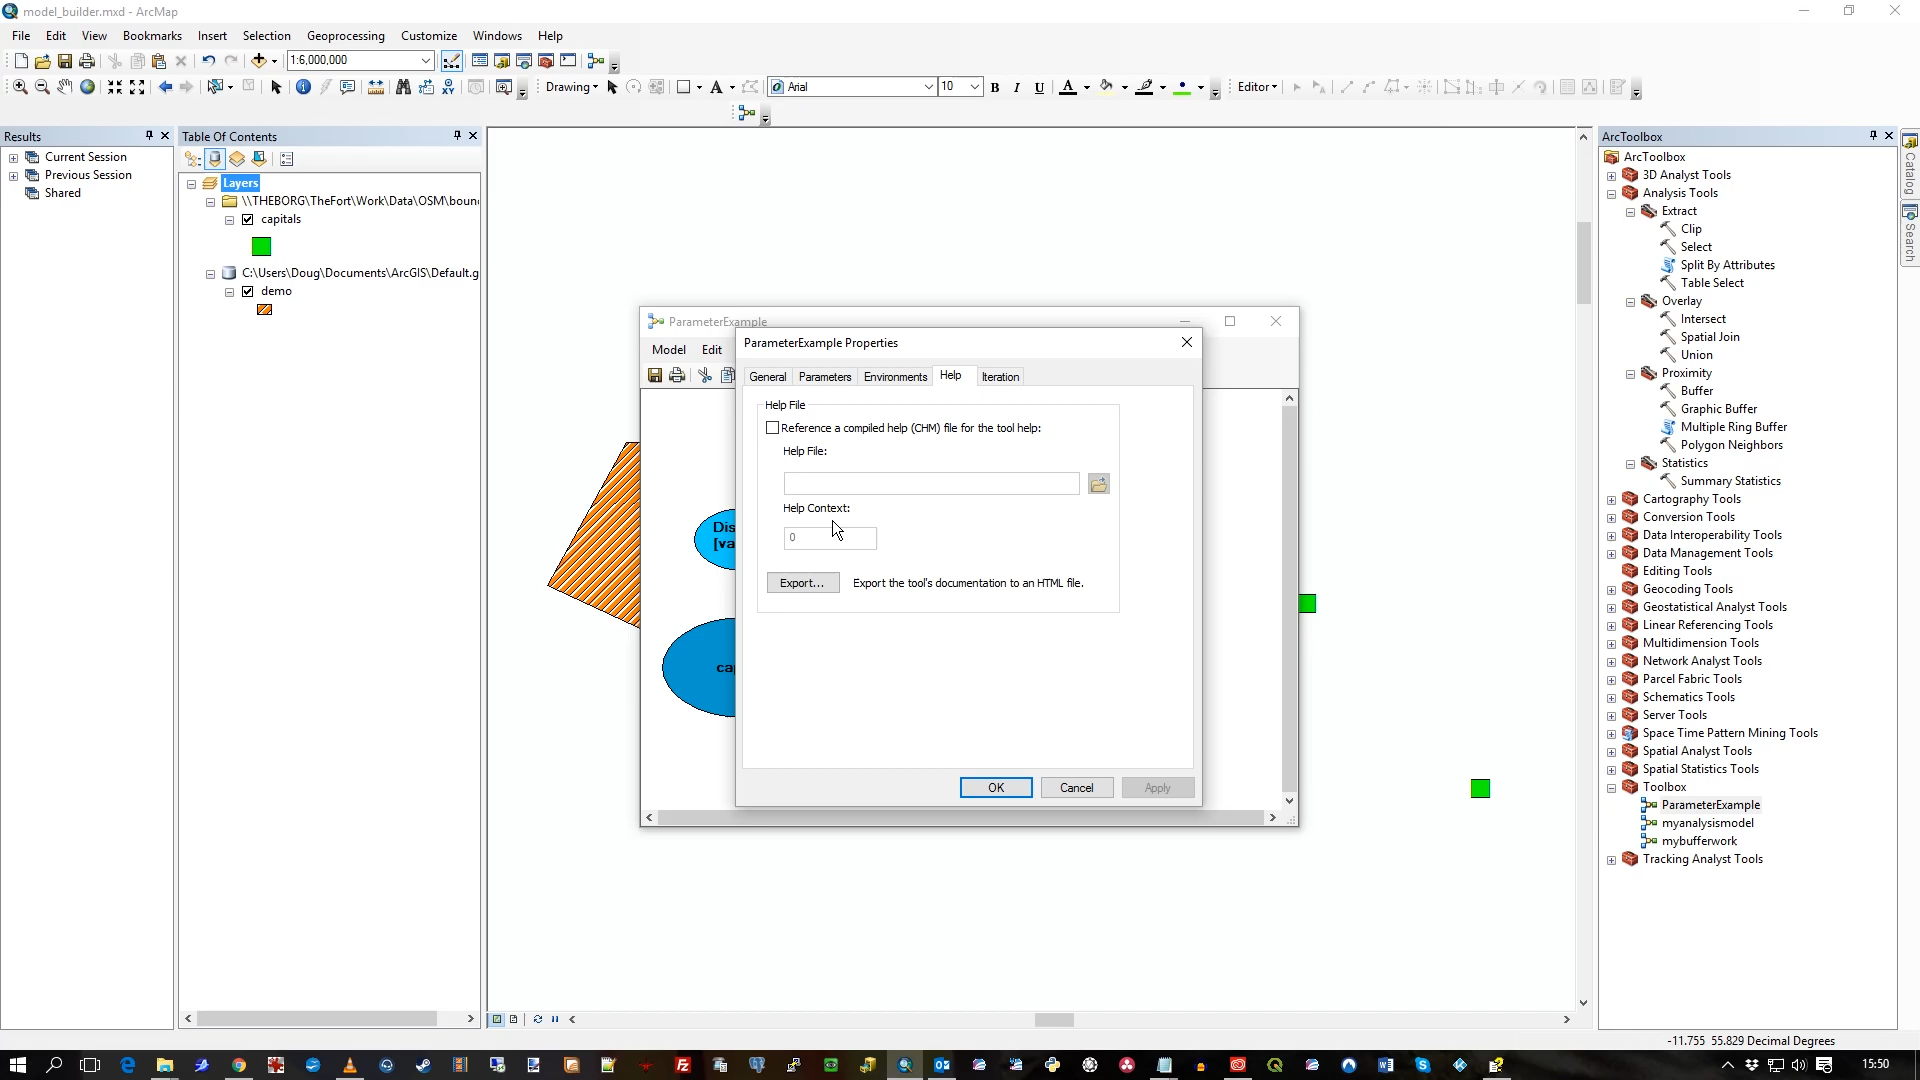 model_builder.mxd - ArcMap
File Edit View Bookmarks Insert Selection Geoprocessing Customize Windows Help
1:6,000,000
Drawing Arial 10 B I U A Editor
Results
Current Session
Previous Session
Shared
Table Of Contents
Layers
\\THEBORG\TheFort\Work\Data\OSM\boun
capitals
C:\Users\Doug\Documents\ArcGIS\Default.g
demo
ParameterExample
Model Edit
Dis
[va
cap
ParameterExample Properties
General Parameters Environments Help Iteration
Help File
Reference a compiled help (CHM) file for the tool help:
Help File:
Help Context:
0
Export... Export the tool's documentation to an HTML file.
OK Cancel Apply
ArcToolbox
ArcToolbox
3D Analyst Tools
Analysis Tools
Extract
Clip
Select
Split By Attributes
Table Select
Overlay
Intersect
Spatial Join
Union
Proximity
Buffer
Graphic Buffer
Multiple Ring Buffer
Polygon Neighbors
Statistics
Summary Statistics
Cartography Tools
Conversion Tools
Data Interoperability Tools
Data Management Tools
Editing Tools
Geocoding Tools
Geostatistical Analyst Tools
Linear Referencing Tools
Multidimension Tools
Network Analyst Tools
Parcel Fabric Tools
Schematics Tools
Server Tools
Space Time Pattern Mining Tools
Spatial Analyst Tools
Spatial Statistics Tools
Toolbox
ParameterExample
myanalysismodel
mybufferwork
Tracking Analyst Tools
Catalog
Search
-11.755 55.829 Decimal Degrees
15:50